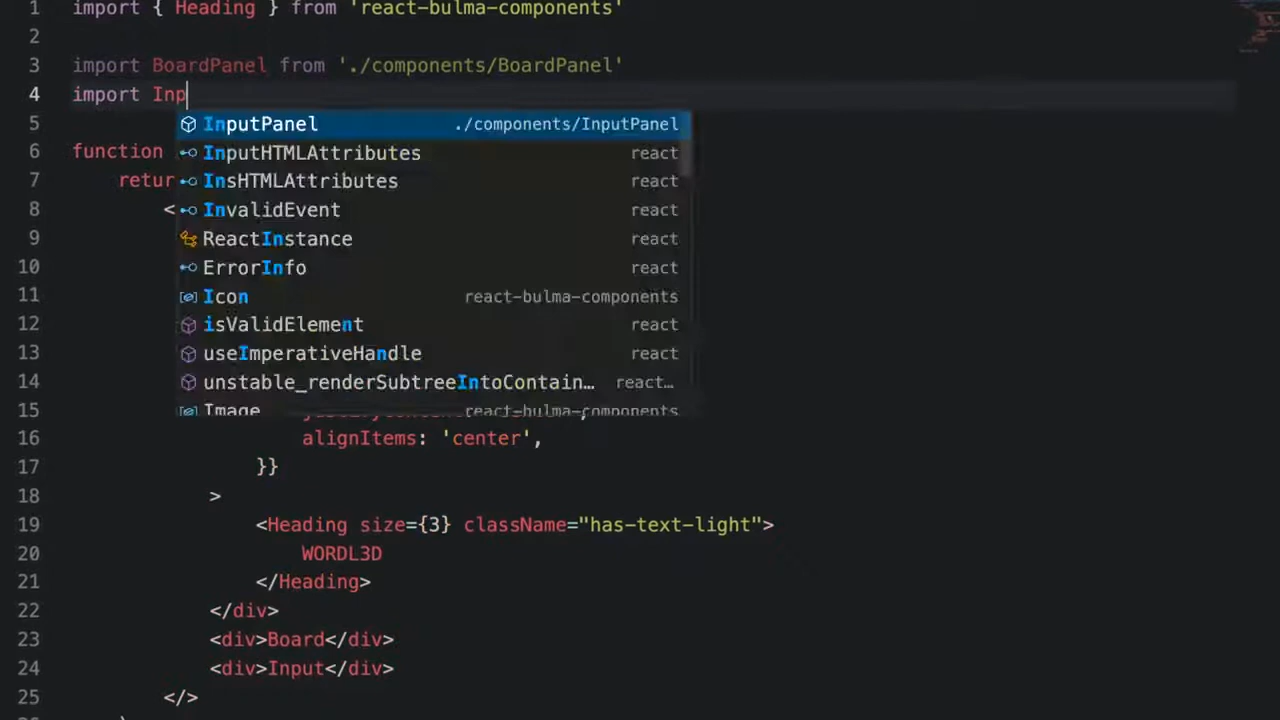 1 import { Heading } from 'react-bulma-components'
2
3 import BoardPanel from './components/BoardPanel'
4 import Inp
InputPanel ./components/InputPanel
5
InputHTMLAttributes react
6 function
InsHTMLAttributes react
7 retur
InvalidEvent react
8 <
ReactInstance react
9
ErrorInfo react
10
Icon react-bulma-components
11
isValidElement react
12
useImperativeHandle react
13
unstable_renderSubtreeIntoContain… react…
14
Image react-bulma-components
15
16 alignItems: 'center',
17 }}
18 >
19 <Heading size={3} className="has-text-light">
20 WORDL3D
21 </Heading>
22 </div>
23 <div>Board</div>
24 <div>Input</div>
25 </>